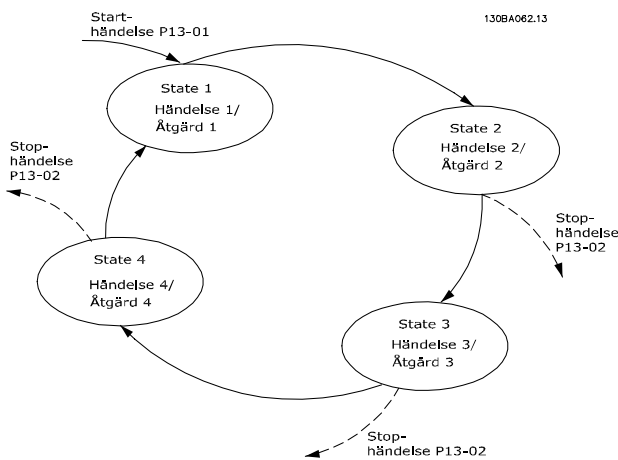 Start-
händelse P13-01
130BA062.13
State 1
Händelse 1/
Åtgärd 1
State 2
Händelse 2/
Åtgärd 2
Stop-
händelse
P13-02
Stop-
händelse
P13-02
State 4
Händelse 4/
Åtgärd 4
State 3
Händelse 3/
Åtgärd 3
Stop-
händelse P13-02